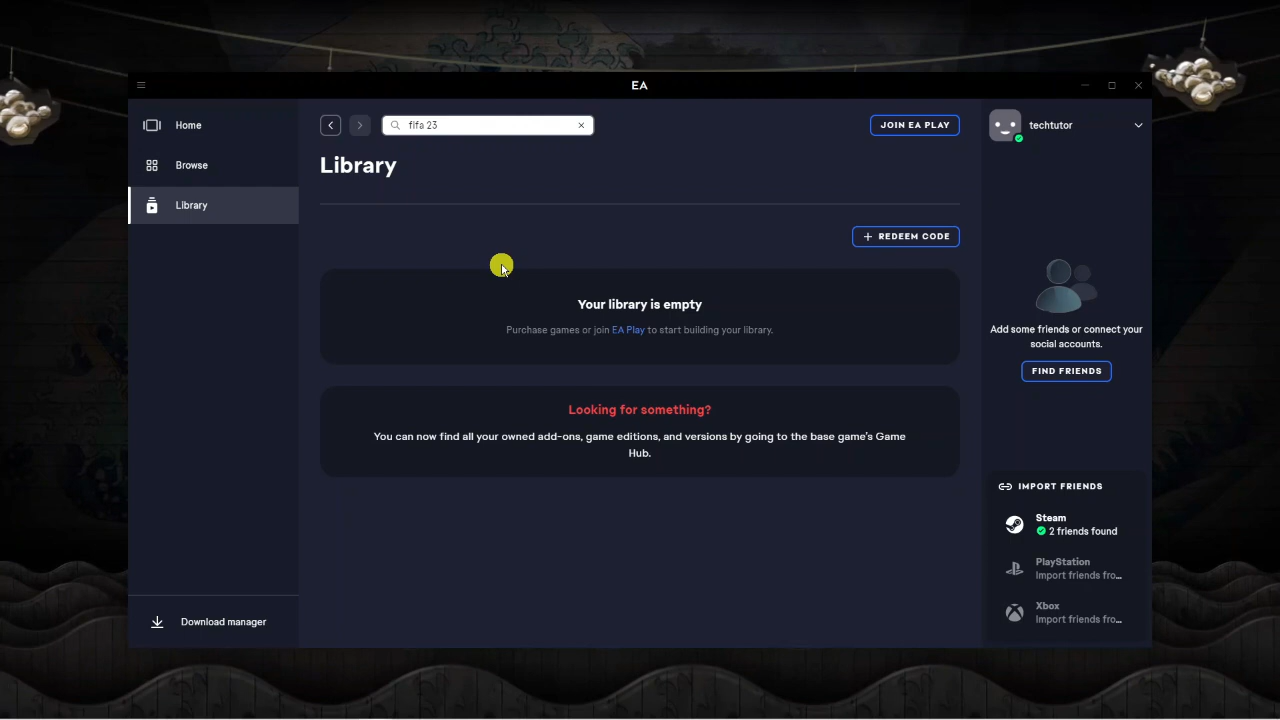 EA
Home
Browse
Library
fifa 23
JOIN EA PLAY
techtutor
Library
REDEEM CODE
Your library is empty
Purchase games or join EA Play to start building your library.
Looking for something?
You can now find all your owned add-ons, game editions, and versions by going to the base game's Game
Hub.
Add some friends or connect your
social accounts.
FIND FRIENDS
IMPORT FRIENDS
Steam
2 friends found
PlayStation
Import friends fro...
Xbox
Import friends fro...
Download manager